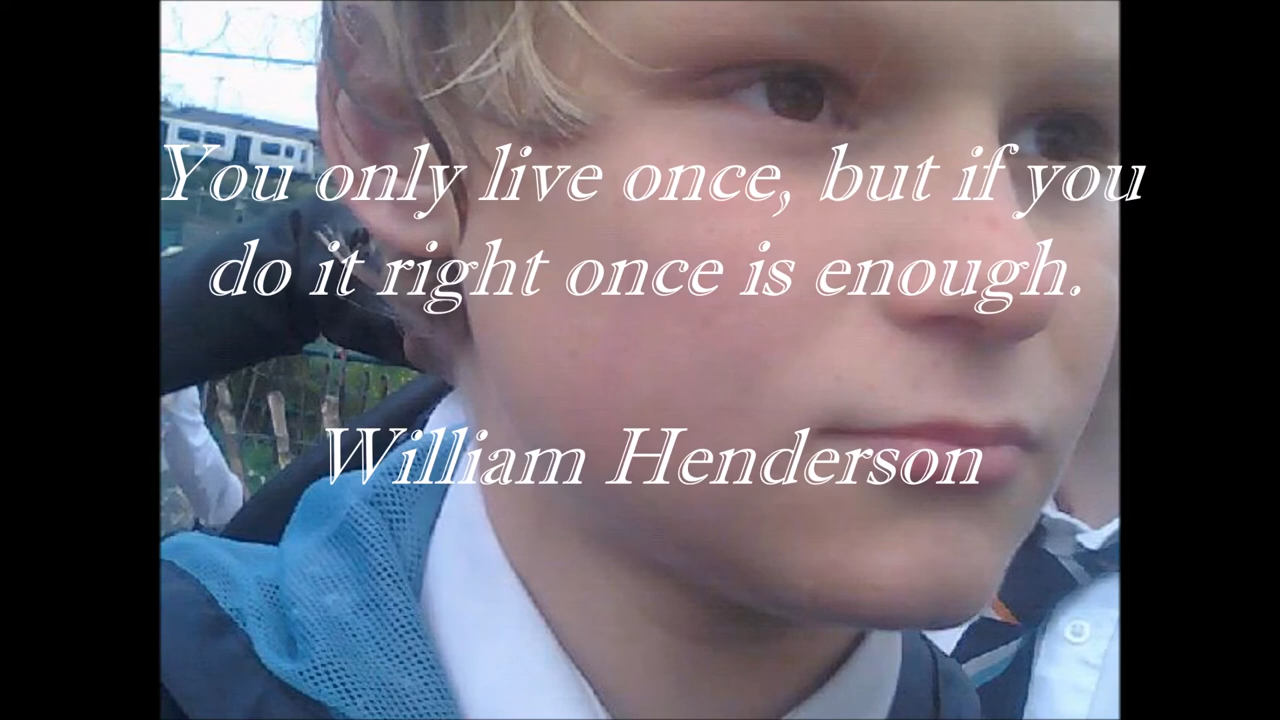 You only live once, but if you
do it right once is enough.
William Henderson